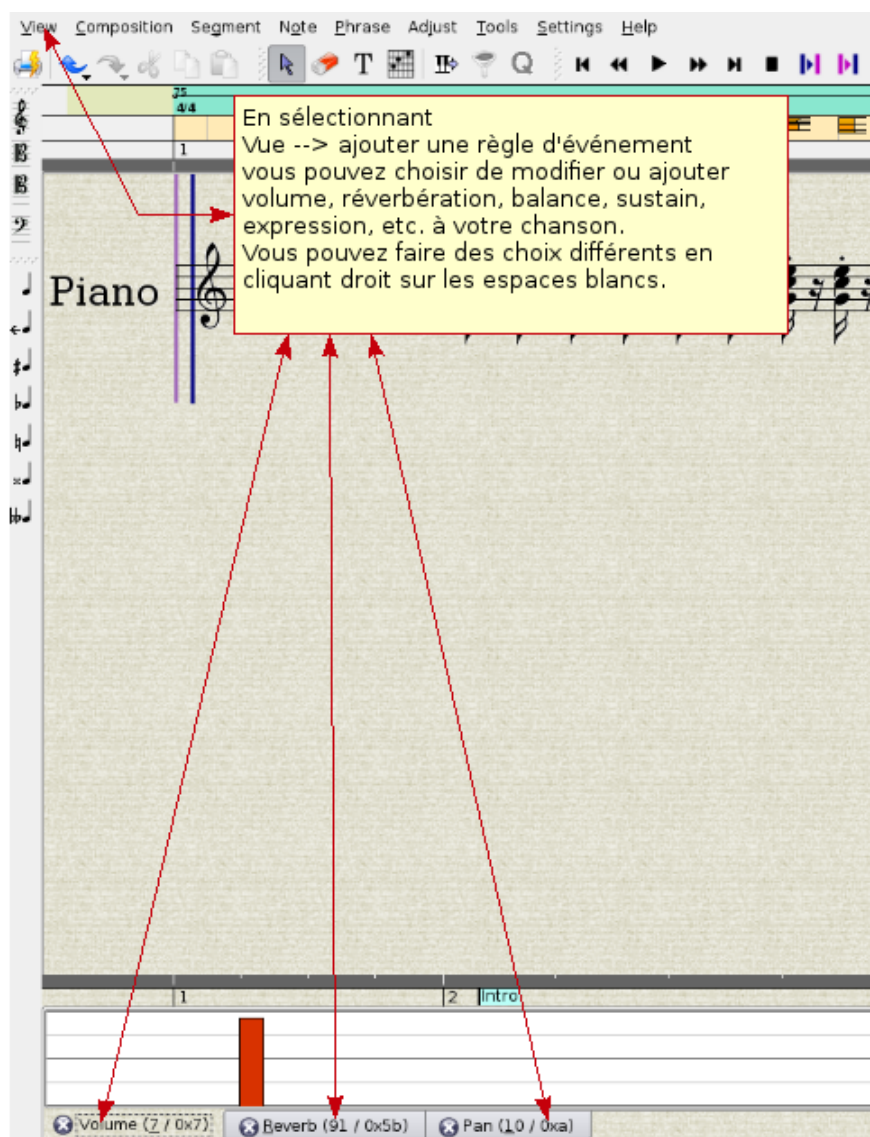 View Composition Segment Note Phrase Adjust Tools Settings Help
T Q
75
4/4
1
En sélectionnant
Vue --> ajouter une règle d'événement
vous pouvez choisir de modifier ou ajouter
volume, réverbération, balance, sustain,
expression, etc. à votre chanson.
Vous pouvez faire des choix différents en
cliquant droit sur les espaces blancs.
Piano
1 2 Intro
Volume (7 / 0x7) Reverb (91 / 0x5b) Pan (10 / 0xa)